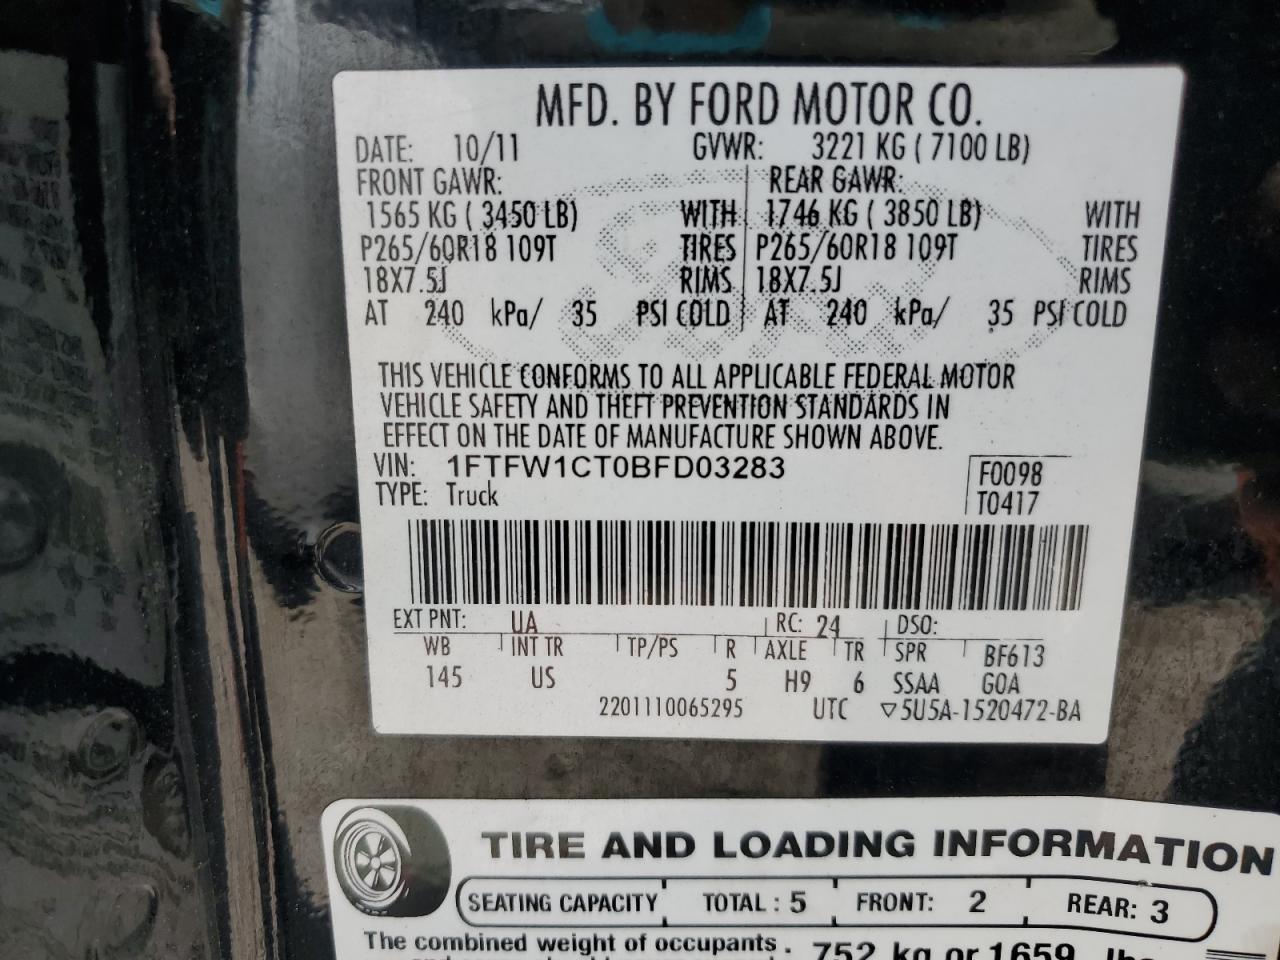 MFD. BY FORD MOTOR CO.
DATE: 10/11 GVWR: 3221 KG ( 7100 LB)
FRONT GAWR: REAR GAWR:
1565 KG ( 3450 LB) WITH 1746 KG ( 3850 LB) WITH
P265/60R18 109T TIRES P265/60R18 109T TIRES
18X7.5J RIMS 18X7.5J RIMS
AT 240 kPa/ 35 PSI COLD AT 240 kPa/ 35 PSI COLD
THIS VEHICLE CONFORMS TO ALL APPLICABLE FEDERAL MOTOR
VEHICLE SAFETY AND THEFT PREVENTION STANDARDS IN
EFFECT ON THE DATE OF MANUFACTURE SHOWN ABOVE.
VIN: 1FTFW1CT0BFD03283 F0098
TYPE: Truck T0417
EXT PNT: UA RC: 24 DSO:
WB INT TR TP/PS R AXLE TR SPR BF613
145 US 5 H9 6 SSAA GOA
2201110065295 UTC ▽5U5A-1520472-BA
TIRE AND LOADING INFORMATION
SEATING CAPACITY TOTAL : 5 FRONT: 2 REAR: 3
The combined weight of occupants 752 kg or 1659 lbs